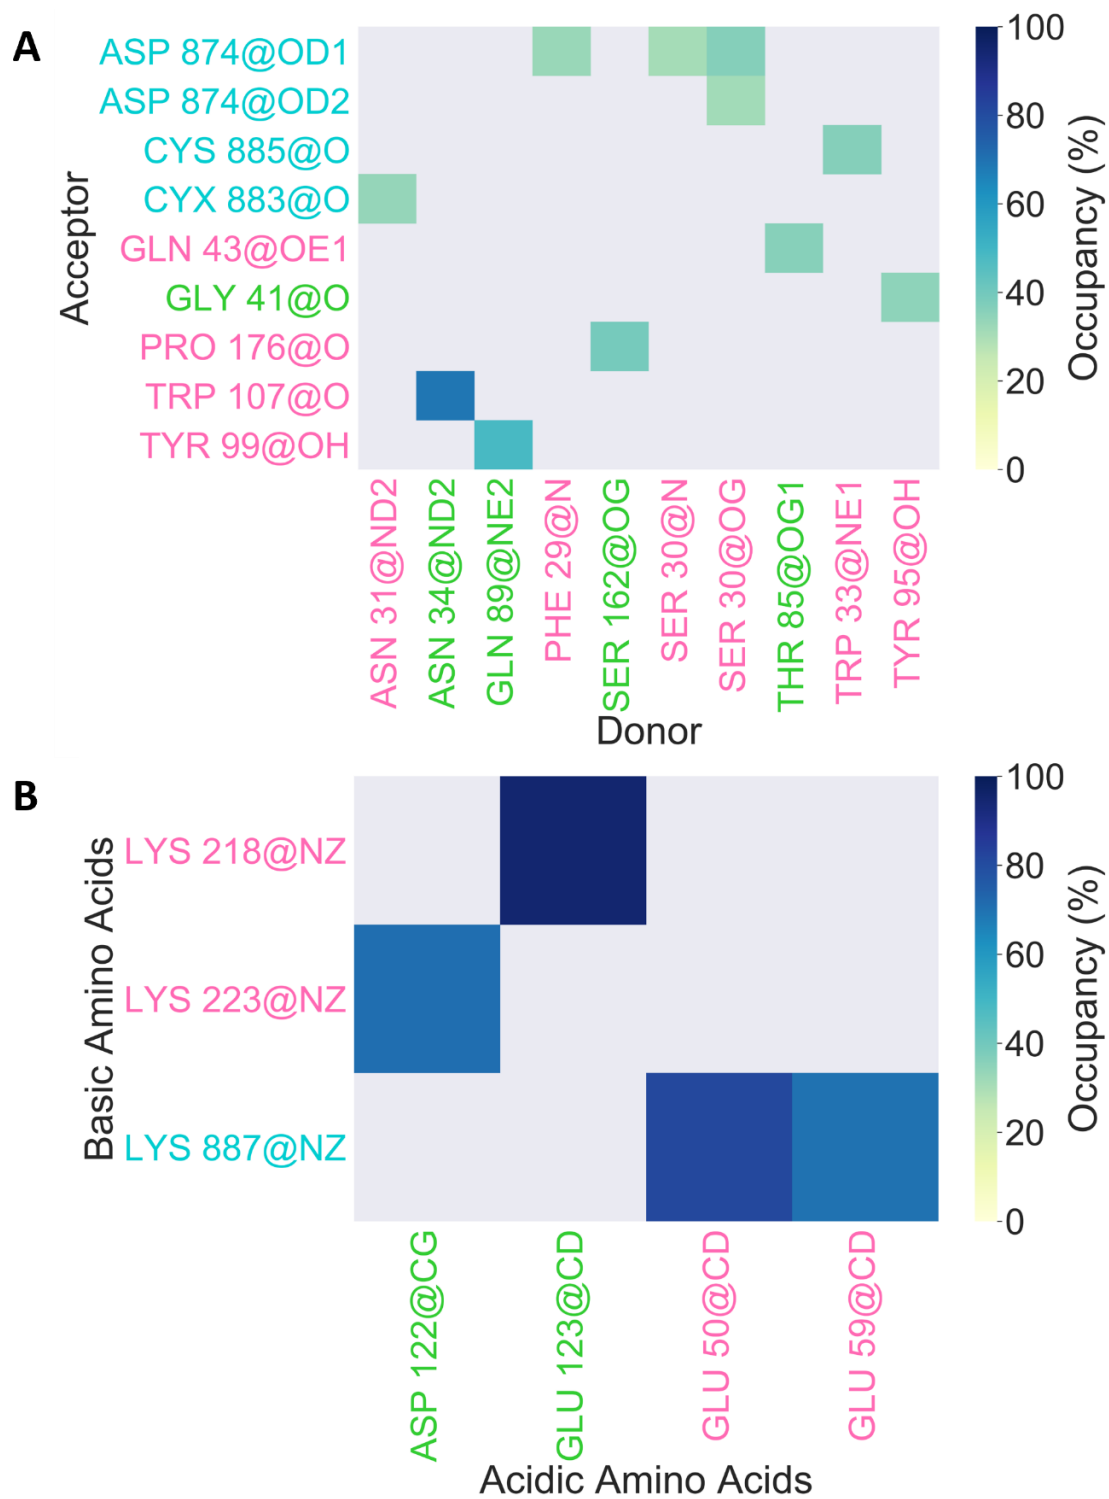 A
ASP 874@OD1
ASP 874@OD2
CYS 885@O
CYX 883@O
GLN 43@OE1
GLY 41@O
PRO 176@O
TRP 107@O
TYR 99@OH
Acceptor
ASN 31@ND2
ASN 34@ND2
GLN 89@NE2
PHE 29@N
SER 162@OG
SER 30@N
SER 30@OG
THR 85@OG1
TRP 33@NE1
TYR 95@OH
Donor
100
80
60
40
20
0
Occupancy (%)
B
LYS 218@NZ
LYS 223@NZ
LYS 887@NZ
Basic Amino Acids
ASP 122@CG
GLU 123@CD
GLU 50@CD
GLU 59@CD
Acidic Amino Acids
100
80
60
40
20
0
Occupancy (%)